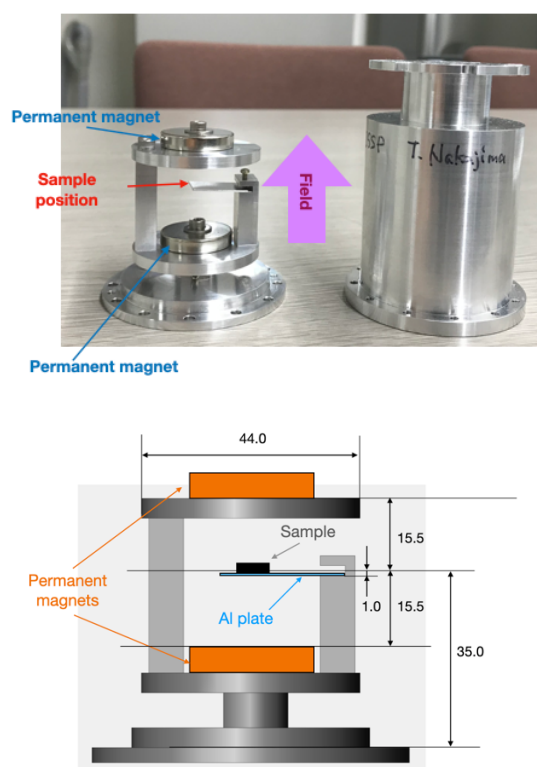 Permanent magnet
Sample
position
Field
SSP T. Nakajima
Permanent magnet
44.0
Sample
15.5
Permanent
magnets
Al plate
1.0
15.5
35.0